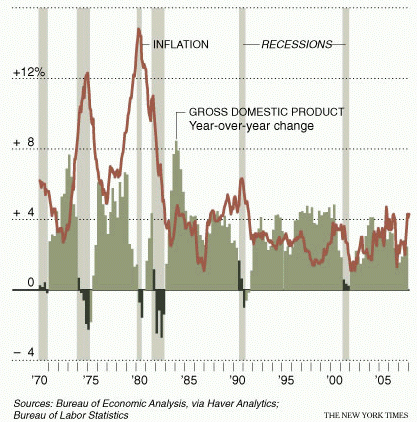 INFLATION
RECESSIONS
+12%
GROSS DOMESTIC PRODUCT
Year-over-year change
+ 8
+ 4
0
– 4
'70 '75 '80 '85 '90 '95 '00 '05
Sources: Bureau of Economic Analysis, via Haver Analytics;
Bureau of Labor Statistics
THE NEW YORK TIMES